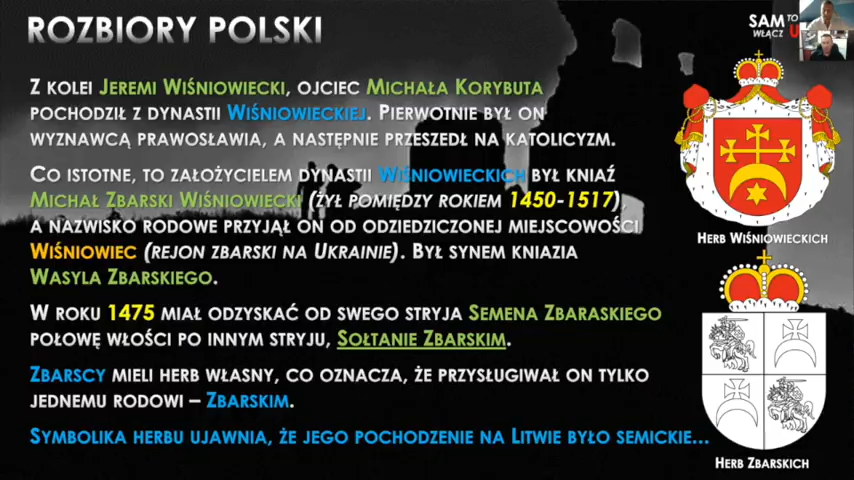 ROZBIORY POLSKI
SAM TO
WŁĄCZ U
Z KOLEI JEREMI WIŚNIOWIECKI, OJCIEC MICHAŁA KORYBUTA
POCHODZIŁ Z DYNASTII WIŚNIOWIECKIEJ. PIERWOTNIE BYŁ ON
WYZNAWCĄ PRAWOSŁAWIA, A NASTĘPNIE PRZESZEDŁ NA KATOLICYZM.
CO ISTOTNE, TO ZAŁOŻYCIELEM DYNASTII WIŚNIOWIECKICH BYŁ KNIAŹ
MICHAŁ ZBARSKI WIŚNIOWIECKI (ŻYŁ POMIĘDZY ROKIEM 1450-1517),
A NAZWISKO RODOWE PRZYJĄŁ ON OD ODZIEDZICZONEJ MIEJSCOWOŚCI
WIŚNIOWIEC (REJON ZBARSKI NA UKRAINIE). BYŁ SYNEM KNIAZIA
WASYLA ZBARSKIEGO.
W ROKU 1475 MIAŁ ODZYSKAĆ OD SWEGO STRYJA SEMENA ZBARASKIEGO
POŁOWĘ WŁOŚCI PO INNYM STRYJU, SOŁTANIE ZBARSKIM.
ZBARSCY MIELI HERB WŁASNY, CO OZNACZA, ŻE PRZYSŁUGIWAŁ ON TYLKO
JEDNEMU RODOWI – ZBARSKIM.
SYMBOLIKA HERBU UJAWNIA, ŻE JEGO POCHODZENIE NA LITWIE BYŁO SEMICKIE...
HERB WIŚNIOWIECKICH
HERB ZBARSKICH